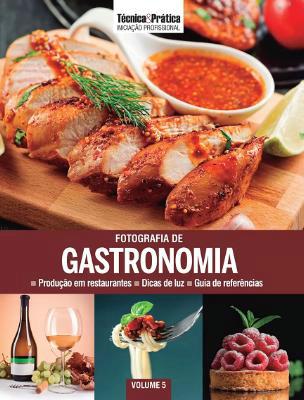 Técnica&Prática
INICIAÇÃO PROFISSIONAL
FOTOGRAFIA DE
GASTRONOMIA
■ Produção em restaurantes ■ Dicas de luz ■ Guia de referências
VOLUME 5